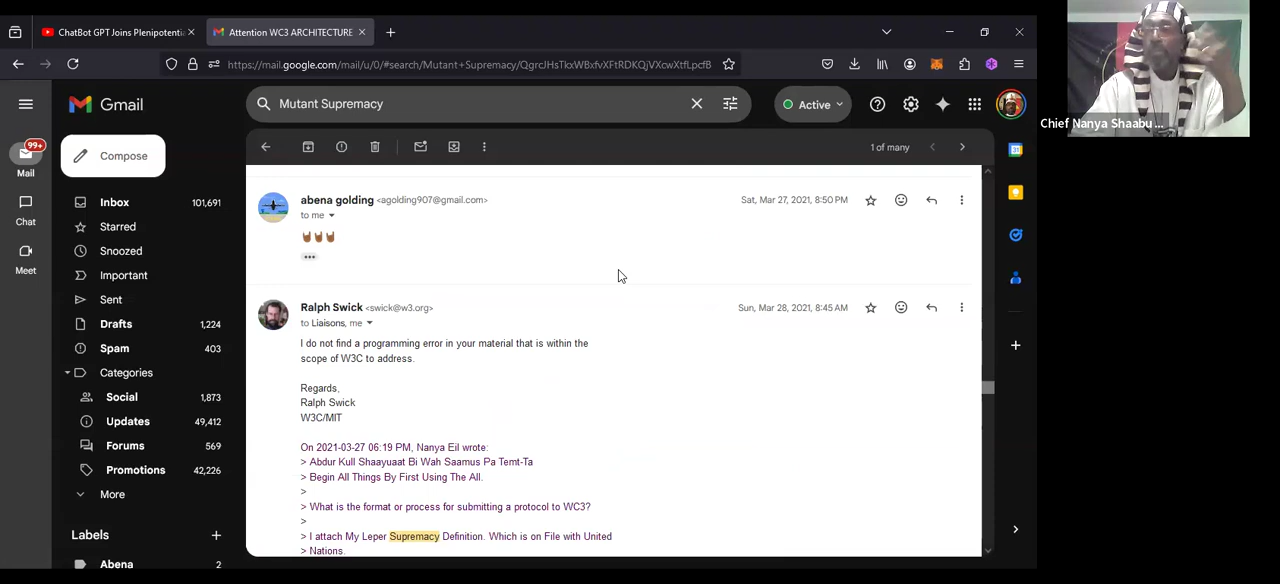 ChatBot GPT Joins Plenipotenti
Attention WC3 ARCHITECTURE
https://mail.google.com/mail/u/0/#search/Mutant+Supremacy/QgrcJHsTkxWBxfvXFtRDKQjVXcwXtfLpcfB
Gmail
Mutant Supremacy
Active
Chief Nanya Shaabu ...
99+
Mail
Chat
Meet
Compose
Inbox 101,691
Starred
Snoozed
Important
Sent
Drafts 1,224
Spam 403
Categories
Social 1,873
Updates 49,412
Forums 569
Promotions 42,226
More
Labels
Abena 2
1 of many
abena golding <agolding907@gmail.com>
Sat, Mar 27, 2021, 8:50 PM
to me
Ralph Swick <swick@w3.org>
Sun, Mar 28, 2021, 8:45 AM
to Liaisons, me
I do not find a programming error in your material that is within the
scope of W3C to address.
Regards,
Ralph Swick
W3C/MIT
On 2021-03-27 06:19 PM, Nanya Eil wrote:
> Abdur Kull Shaayuaat Bi Wah Saamus Pa Temt-Ta
> Begin All Things By First Using The All.
>
> What is the format or process for submitting a protocol to WC3?
>
> I attach My Leper Supremacy Definition. Which is on File with United
> Nations.